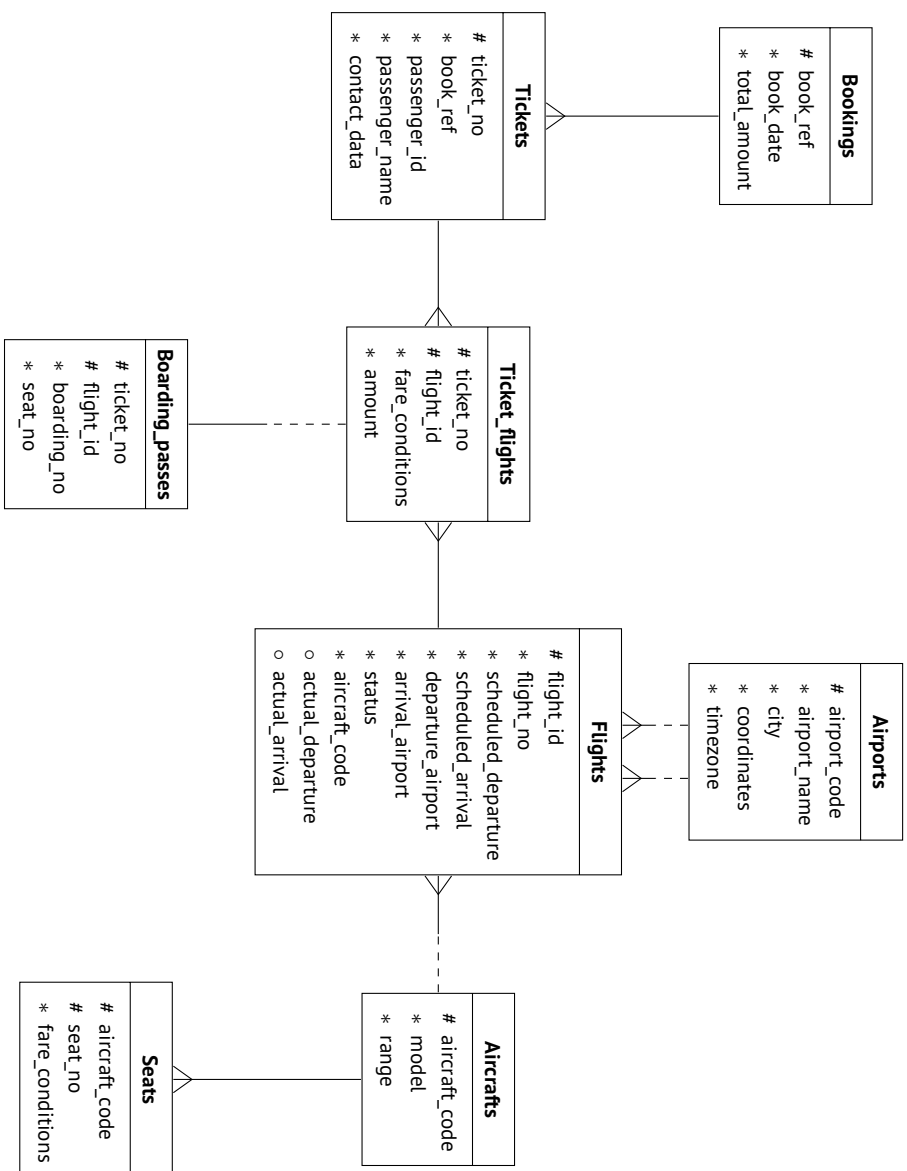 Bookings
# book_ref
* book_date
* total_amount
Airports
# airport_code
* airport_name
* city
* coordinates
* timezone
Tickets
# ticket_no
* book_ref
* passenger_id
* passenger_name
* contact_data
Ticket_flights
# ticket_no
# flight_id
* fare_conditions
* amount
Flights
# flight_id
* flight_no
* scheduled_departure
* scheduled_arrival
* departure_airport
* arrival_airport
* status
* aircraft_code
○ actual_departure
○ actual_arrival
Aircrafts
# aircraft_code
* model
* range
Boarding_passes
# ticket_no
# flight_id
* boarding_no
* seat_no
Seats
# aircraft_code
# seat_no
* fare_conditions